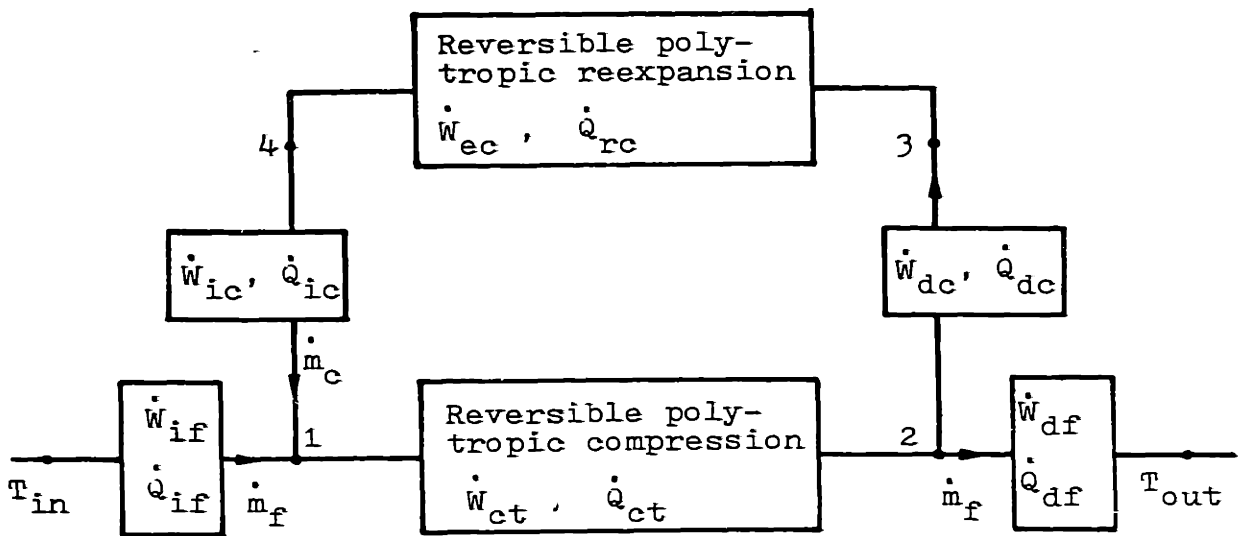 Reversible poly-
tropic reexpansion
Ẇec , Q̇rc
4
3
Ẇic, Q̇ic
Ẇdc, Q̇dc
ṁc
Ẇif
Q̇if
1
Reversible poly-
tropic compression
Ẇct , Q̇ct
2
Ẇdf
Q̇df
Tin
ṁf
ṁf
Tout